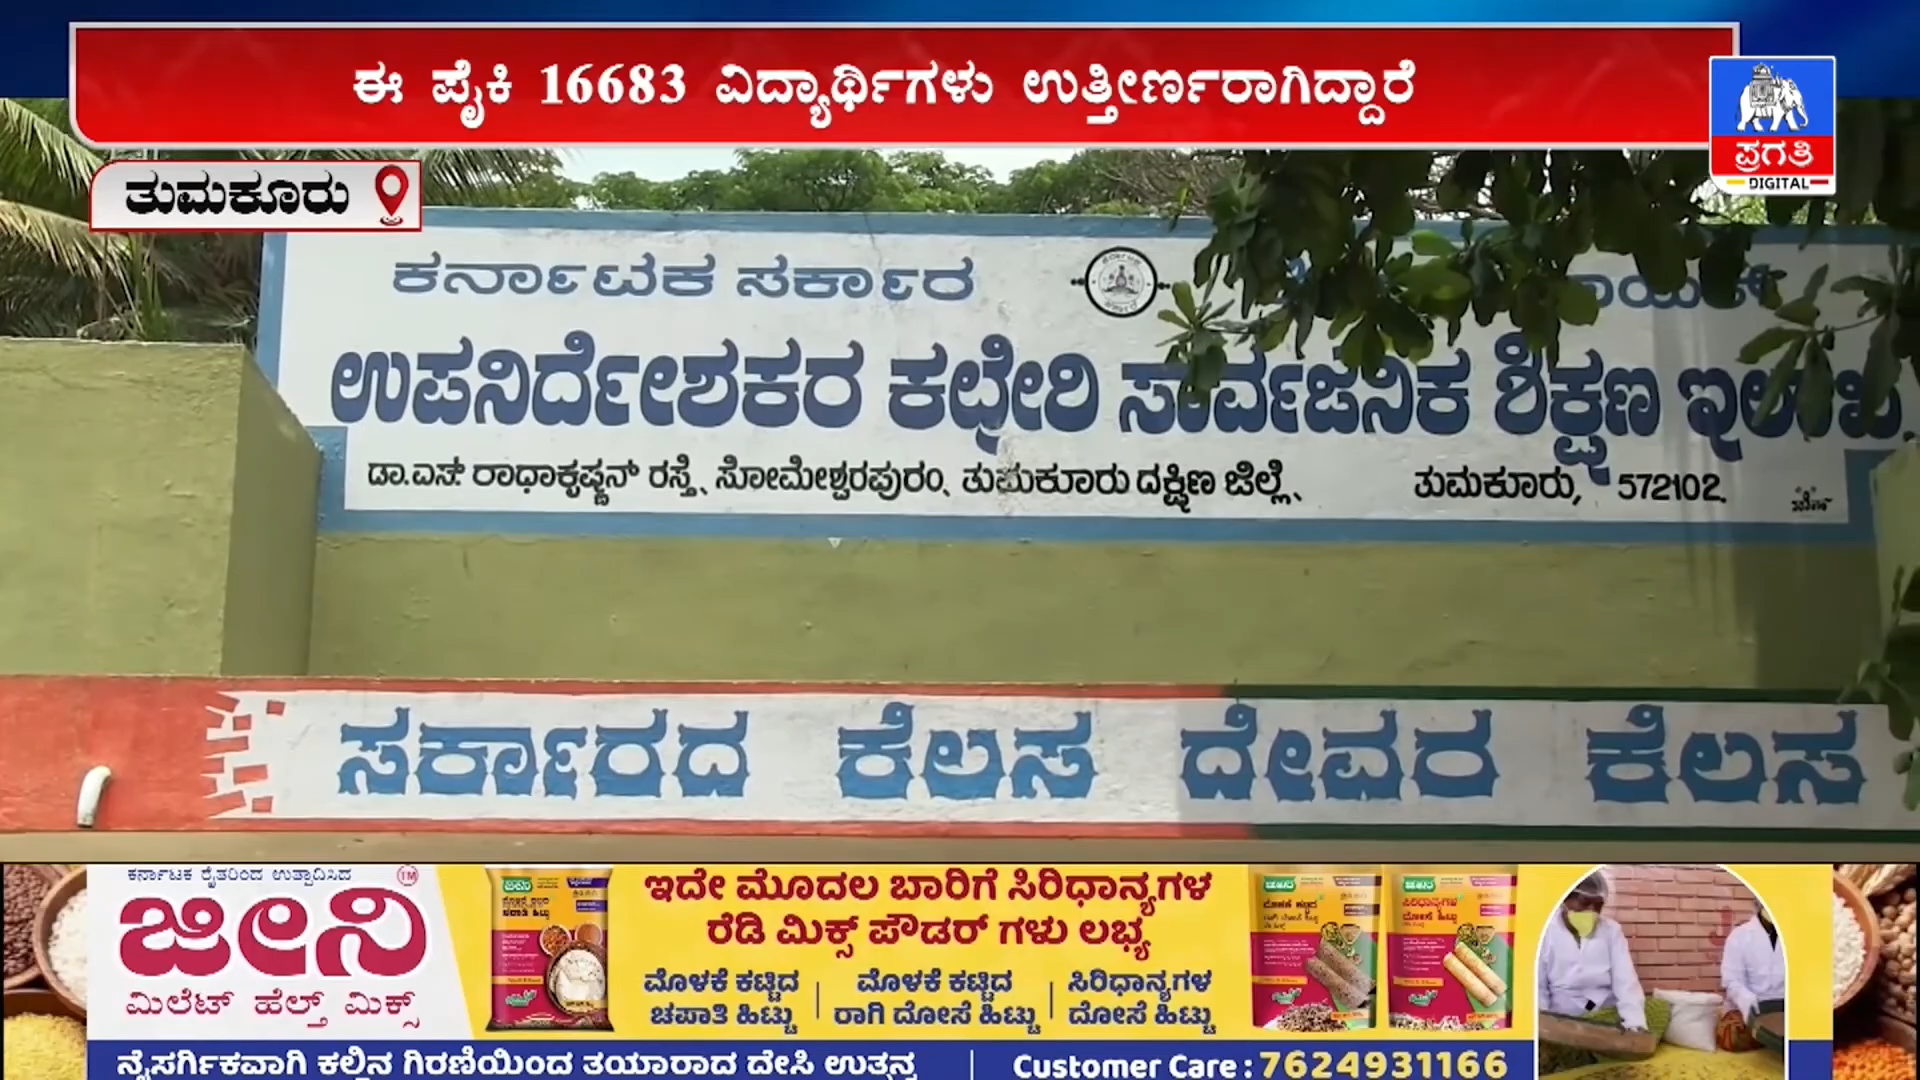 ಈ ಪೈಕಿ 16683 ವಿದ್ಯಾರ್ಥಿಗಳು ಉತ್ತೀರ್ಣರಾಗಿದ್ದಾರೆ
ಪ್ರಗತಿ
DIGITAL
ತುಮಕೂರು
ಕರ್ನಾಟಕ ಸರ್ಕಾರ
ಉಪನಿರ್ದೇಶಕರ ಕಛೇರಿ ಸಾರ್ವಜನಿಕ ಶಿಕ್ಷಣ ಇಲಾಖೆ
ಡಾ.ಎಸ್. ರಾಧಾಕೃಷ್ಣನ್ ರಸ್ತೆ, ಸೋಮೇಶ್ವರಪುರಂ, ತುಮಕೂರು ದಕ್ಷಿಣ ಜಿಲ್ಲೆ, ತುಮಕೂರು, 572102.
ಸರ್ಕಾರದ ಕೆಲಸ ದೇವರ ಕೆಲಸ
ಕರ್ನಾಟಕ ರೈತರಿಂದ ಉತ್ಪಾದಿಸಿದ
ಜೀನಿ TM
ಮಿಲೆಟ್ ಹೆಲ್ತ್ ಮಿಕ್ಸ್
ಇದೇ ಮೊದಲ ಬಾರಿಗೆ ಸಿರಿಧಾನ್ಯಗಳ
ರೆಡಿ ಮಿಕ್ಸ್ ಪೌಡರ್ ಗಳು ಲಭ್ಯ
ಮೊಳಕೆ ಕಟ್ಟಿದ ಚಪಾತಿ ಹಿಟ್ಟು
ಮೊಳಕೆ ಕಟ್ಟಿದ ರಾಗಿ ದೋಸೆ ಹಿಟ್ಟು
ಸಿರಿಧಾನ್ಯಗಳ ದೋಸೆ ಹಿಟ್ಟು
ನೈಸರ್ಗಿಕವಾಗಿ ಕಲ್ಲಿನ ಗಿರಣಿಯಿಂದ ತಯಾರಾದ ದೇಸಿ ಉತ್ಪನ್ನ
Customer Care : 7624931166